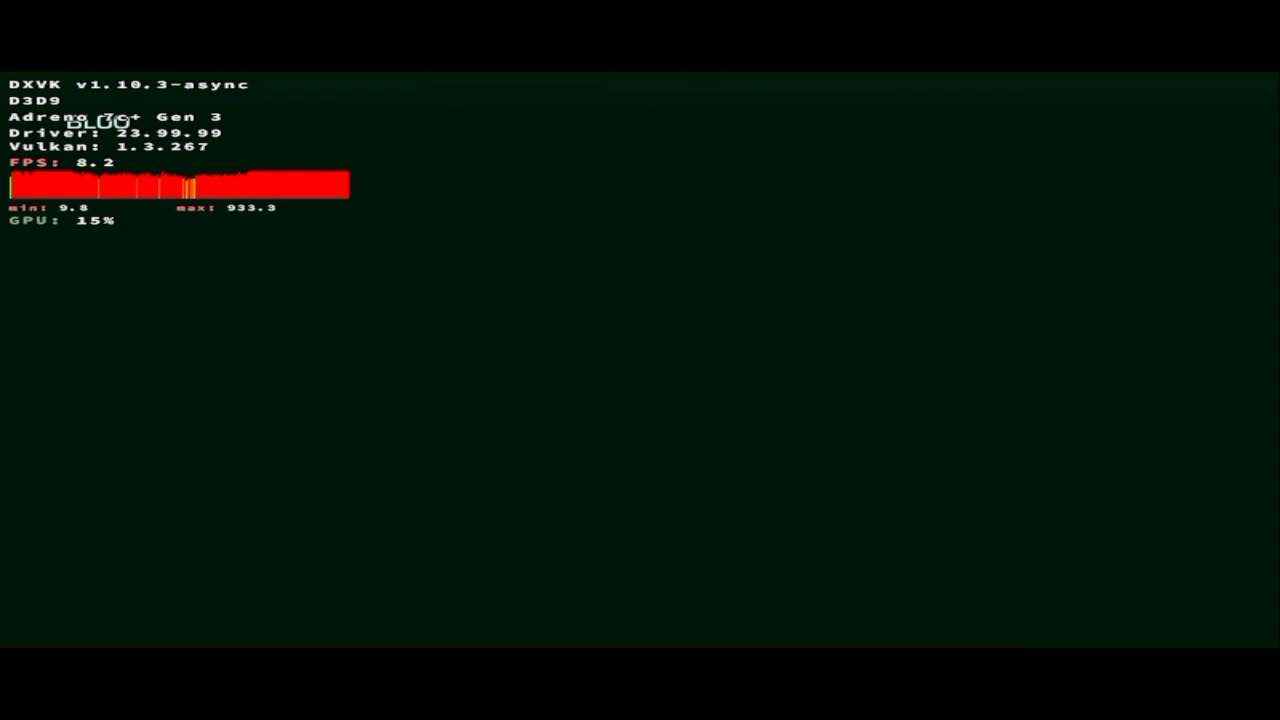 DXVK v1.10.3-async
D3D9
Adreno 7c+ Gen 3
BLOO
Driver: 23.99.99
Vulkan: 1.3.267
FPS: 8.2
min: 9.8 max: 933.3
GPU: 15%